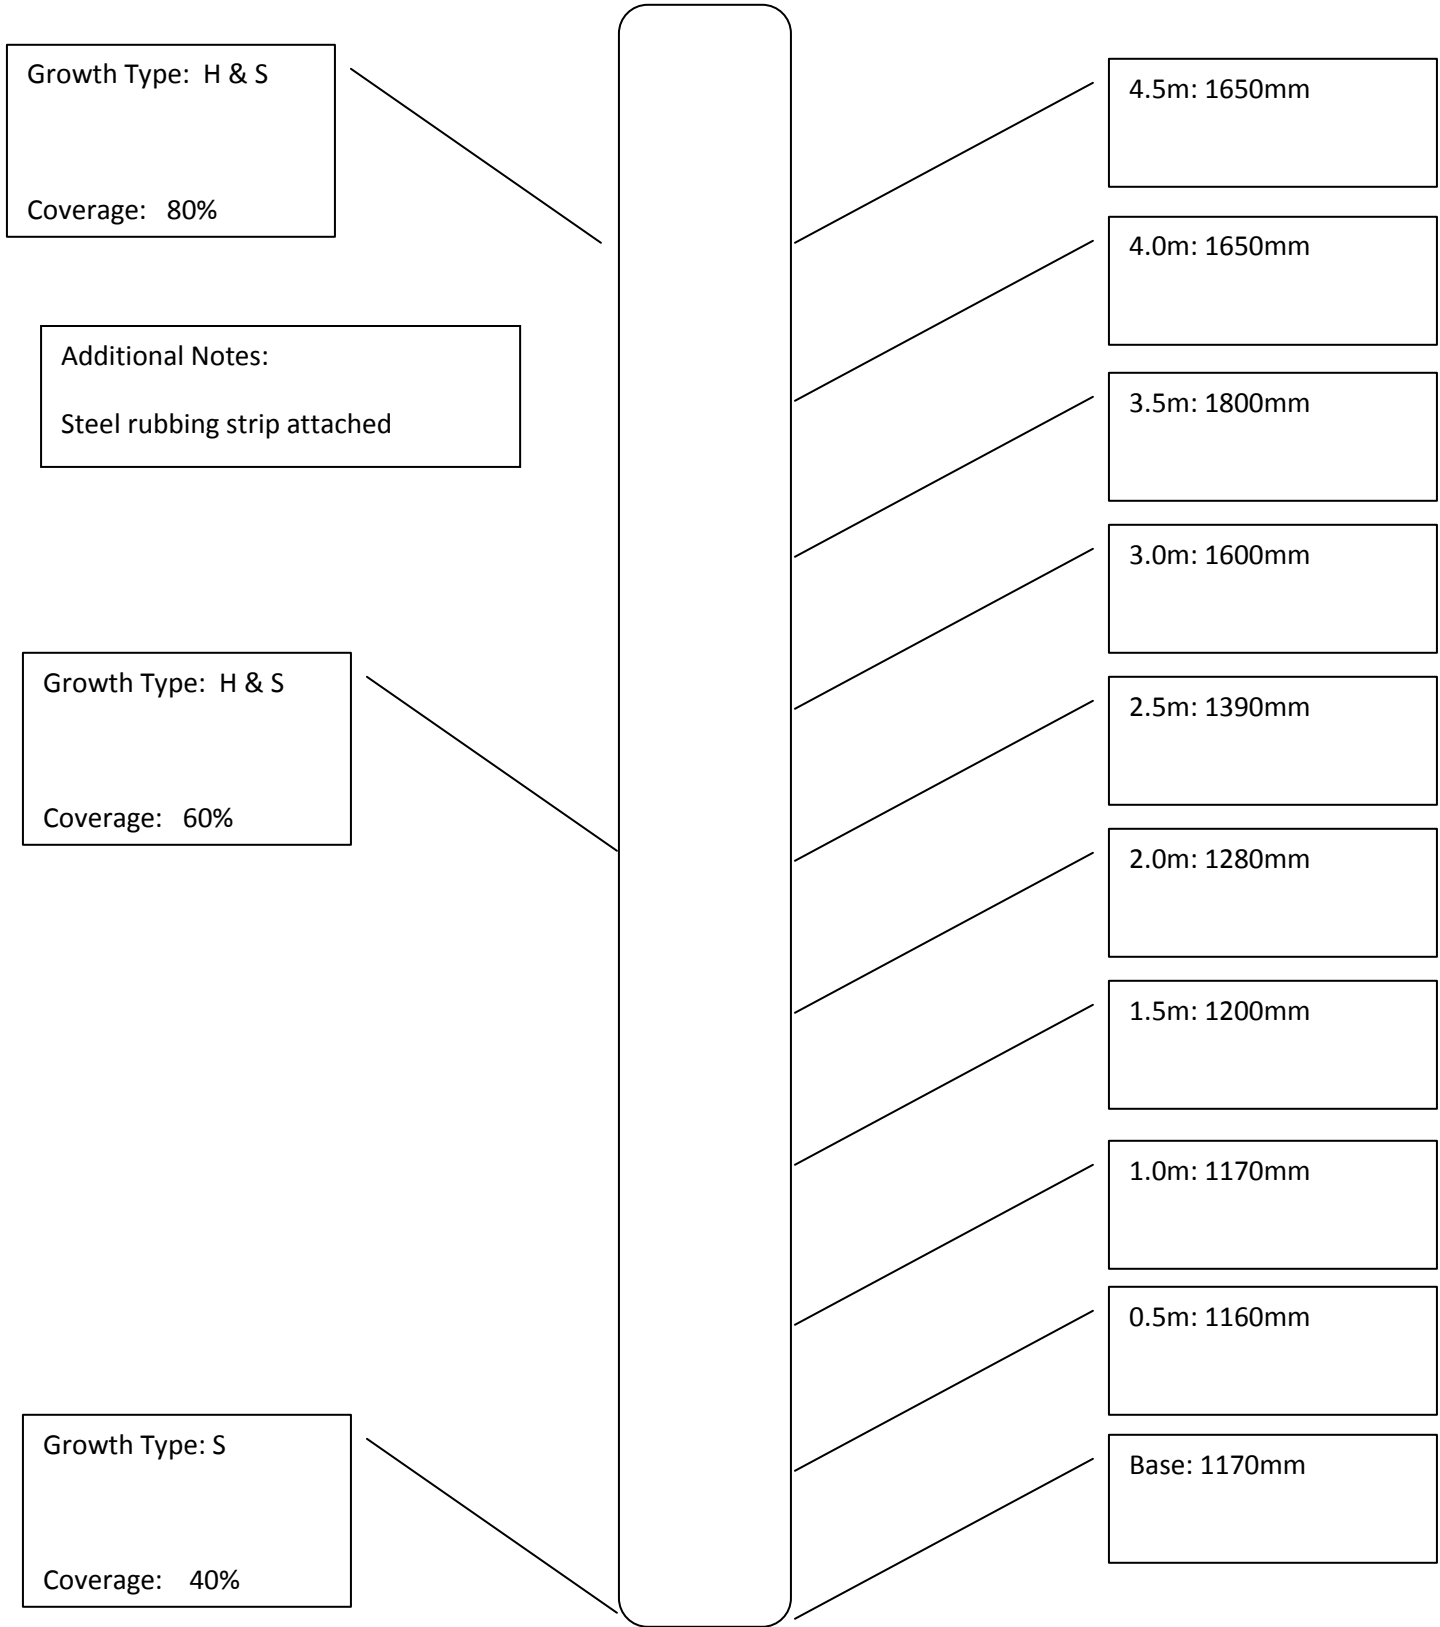 Growth Type: H & S
Coverage: 80%
Additional Notes:
Steel rubbing strip attached
Growth Type: H & S
Coverage: 60%
Growth Type: S
Coverage: 40%
4.5m: 1650mm
4.0m: 1650mm
3.5m: 1800mm
3.0m: 1600mm
2.5m: 1390mm
2.0m: 1280mm
1.5m: 1200mm
1.0m: 1170mm
0.5m: 1160mm
Base: 1170mm